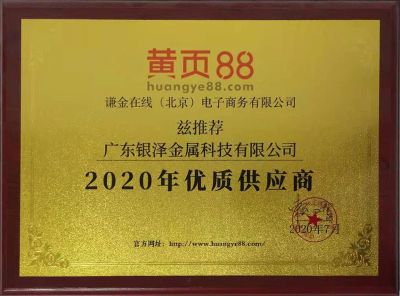 黄页88
huangye88.com
谦金在线（北京）电子商务有限公司
兹推荐
广东银泽金属科技有限公司
2020年优质供应商
2020年7月
官方网址：http://www.huangye88.com/